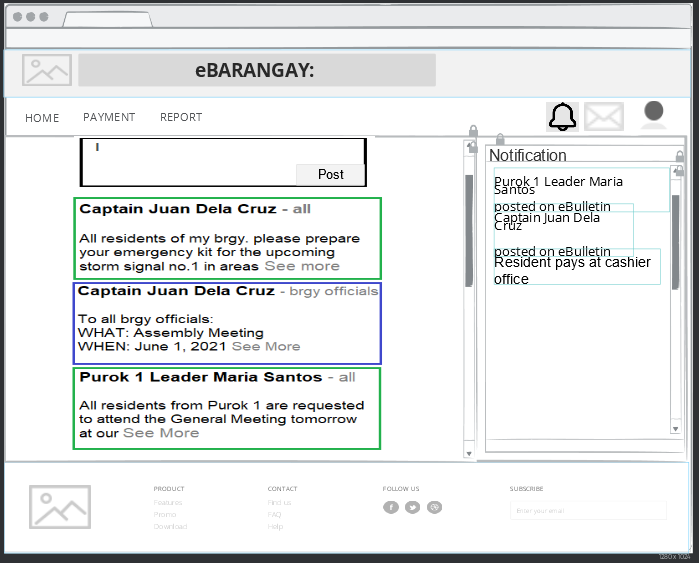 eBARANGAY:
HOME PAYMENT REPORT
Post
Captain Juan Dela Cruz - all
All residents of my brgy. please prepare
your emergency kit for the upcoming
storm signal no.1 in areas See more
Captain Juan Dela Cruz - brgy officials
To all brgy officials:
WHAT: Assembly Meeting
WHEN: June 1, 2021 See More
Purok 1 Leader Maria Santos - all
All residents from Purok 1 are requested
to attend the General Meeting tomorrow
at our See More
Notification
Purok 1 Leader Maria
Santos
posted on eBulletin
Captain Juan Dela
Cruz
posted on eBulletin
Resident pays at cashier
office
PRODUCT
Features
Promo
Download
CONTACT
Find us
FAQ
Help
FOLLOW US
SUBSCRIBE
Enter your email
1280 x 1024